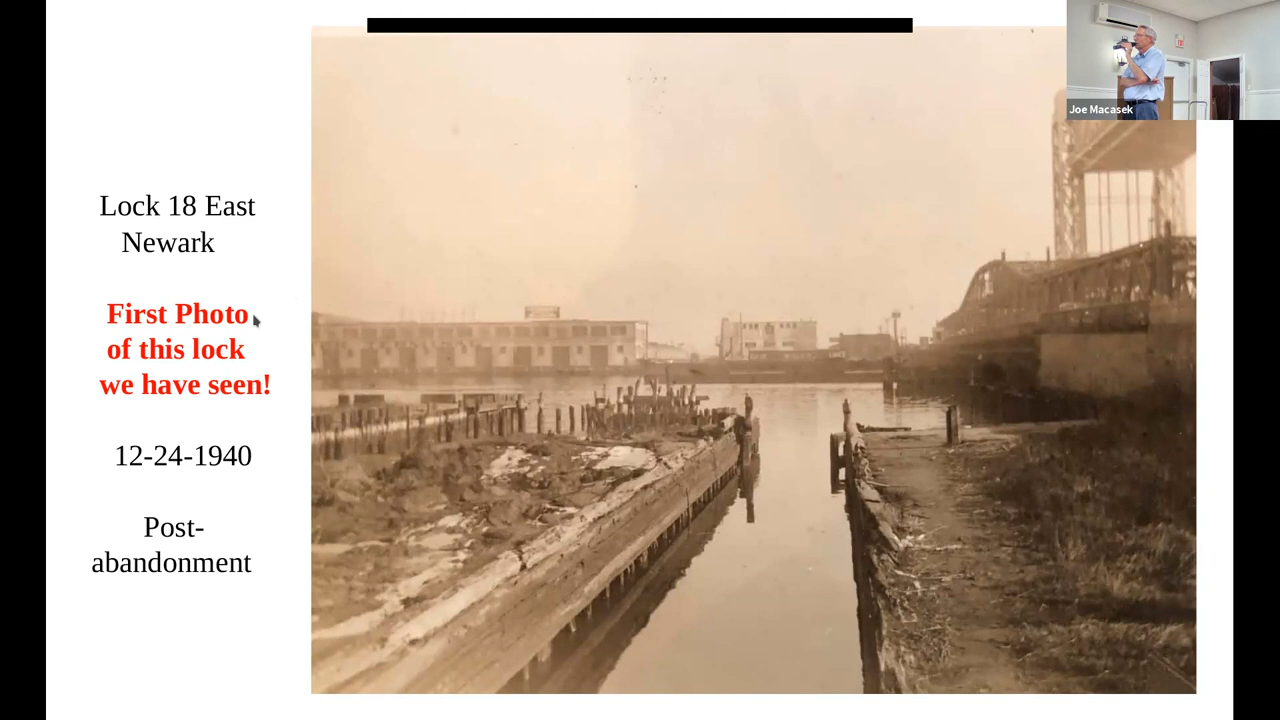 Lock 18 East
Newark
First Photo
of this lock
we have seen!
12-24-1940
Post-
abandonment
Joe Macasek